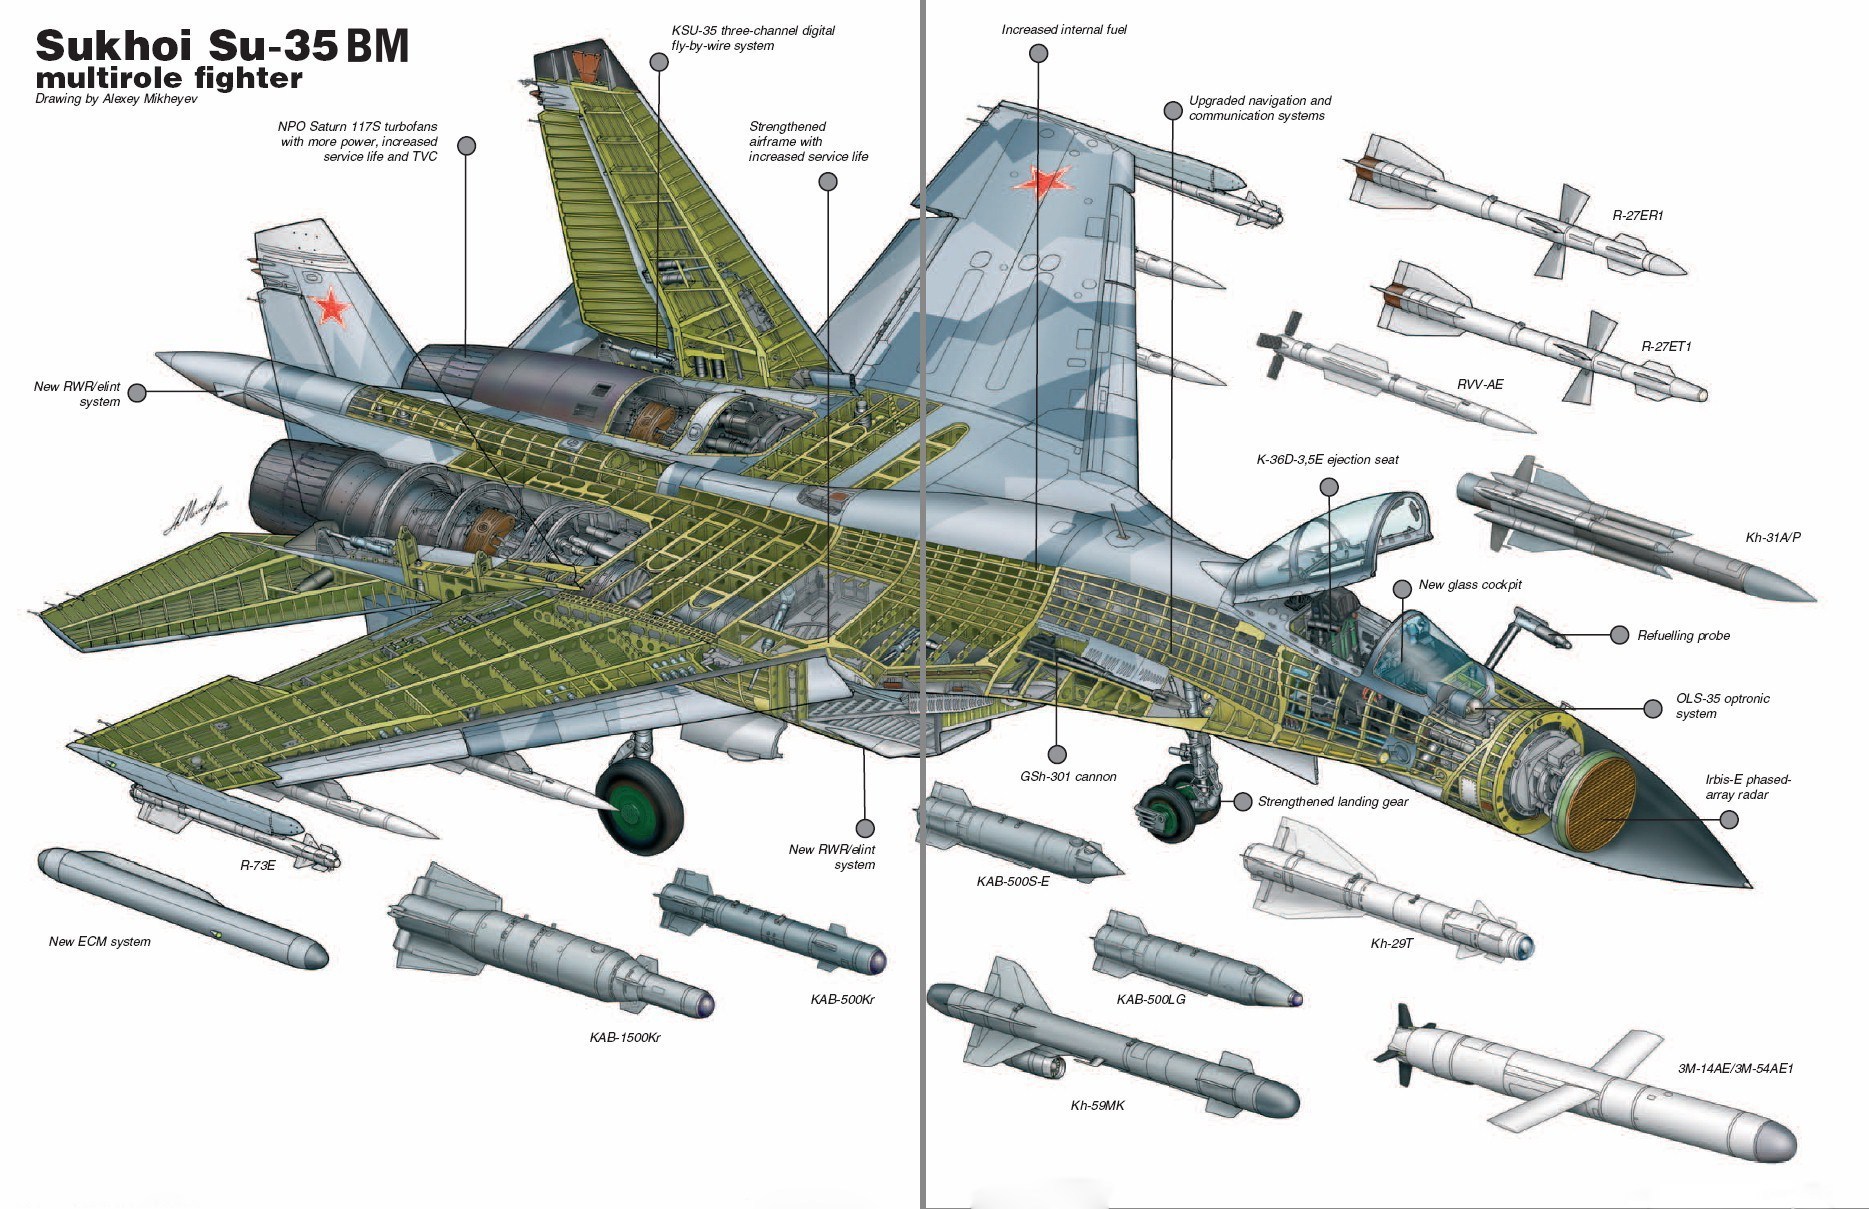 Sukhoi Su-35 BM
multirole fighter
Drawing by Alexey Mikheyev
KSU-35 three-channel digital
fly-by-wire system
Increased internal fuel
Upgraded navigation and
communication systems
NPO Saturn 117S turbofans
with more power, increased
service life and TVC
Strengthened
airframe with
increased service life
R-27ER1
R-27ET1
RVV-AE
New RWR/elint
system
K-36D-3,5E ejection seat
Kh-31A/P
New glass cockpit
Refuelling probe
OLS-35 optronic
system
GSh-301 cannon
Irbis-E phased-
array radar
Strengthened landing gear
New RWR/elint
system
R-73E
KAB-500S-E
New ECM system
Kh-29T
KAB-500Kr
KAB-500LG
KAB-1500Kr
3M-14AE/3M-54AE1
Kh-59MK